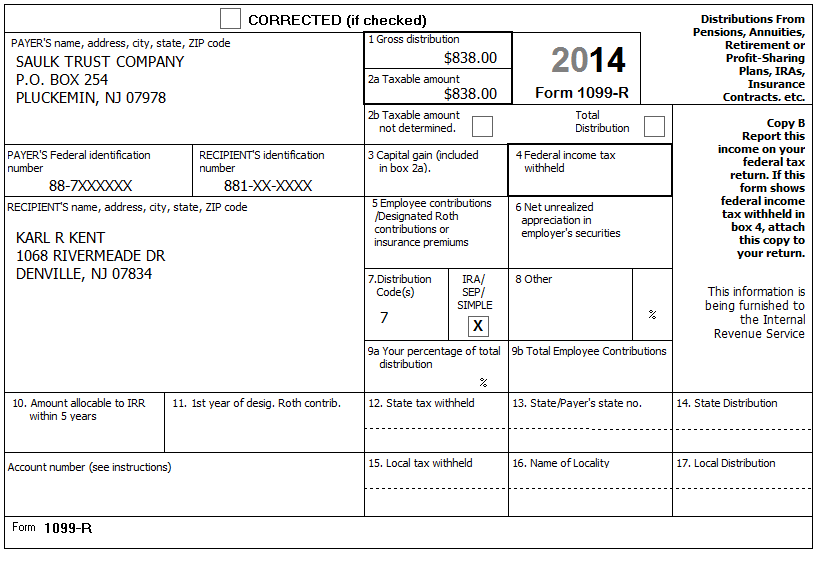 CORRECTED (if checked)
PAYER'S name, address, city, state, ZIP code
SAULK TRUST COMPANY
P.O. BOX 254
PLUCKEMIN, NJ 07978
1 Gross distribution
$838.00
2a Taxable amount
$838.00
2014
Form 1099-R
Distributions From
Pensions, Annuities,
Retirement or
Profit-Sharing
Plans, IRAs,
Insurance
Contracts, etc.
2b Taxable amount
not determined.
Total
Distribution
Copy B
Report this
income on your
federal tax
return. If this
form shows
federal income
tax withheld in
box 4, attach
this copy to
your return.
This information is
being furnished to
the Internal
Revenue Service
PAYER'S Federal identification
number
88-7XXXXXX
RECIPIENT'S identification
number
881-XX-XXXX
3 Capital gain (included
in box 2a).
4 Federal income tax
withheld
RECIPIENT'S name, address, city, state, ZIP code
KARL R KENT
1068 RIVERMEADE DR
DENVILLE, NJ 07834
5 Employee contributions
/Designated Roth
contributions or
insurance premiums
6 Net unrealized
appreciation in
employer's securities
7.Distribution
Code(s)
7
IRA/
SEP/
SIMPLE
X
8 Other
%
9a Your percentage of total
distribution
%
9b Total Employee Contributions
10. Amount allocable to IRR
within 5 years
11. 1st year of desig. Roth contrib.
12. State tax withheld
13. State/Payer's state no.
14. State Distribution
Account number (see instructions)
15. Local tax withheld
16. Name of Locality
17. Local Distribution
Form 1099-R